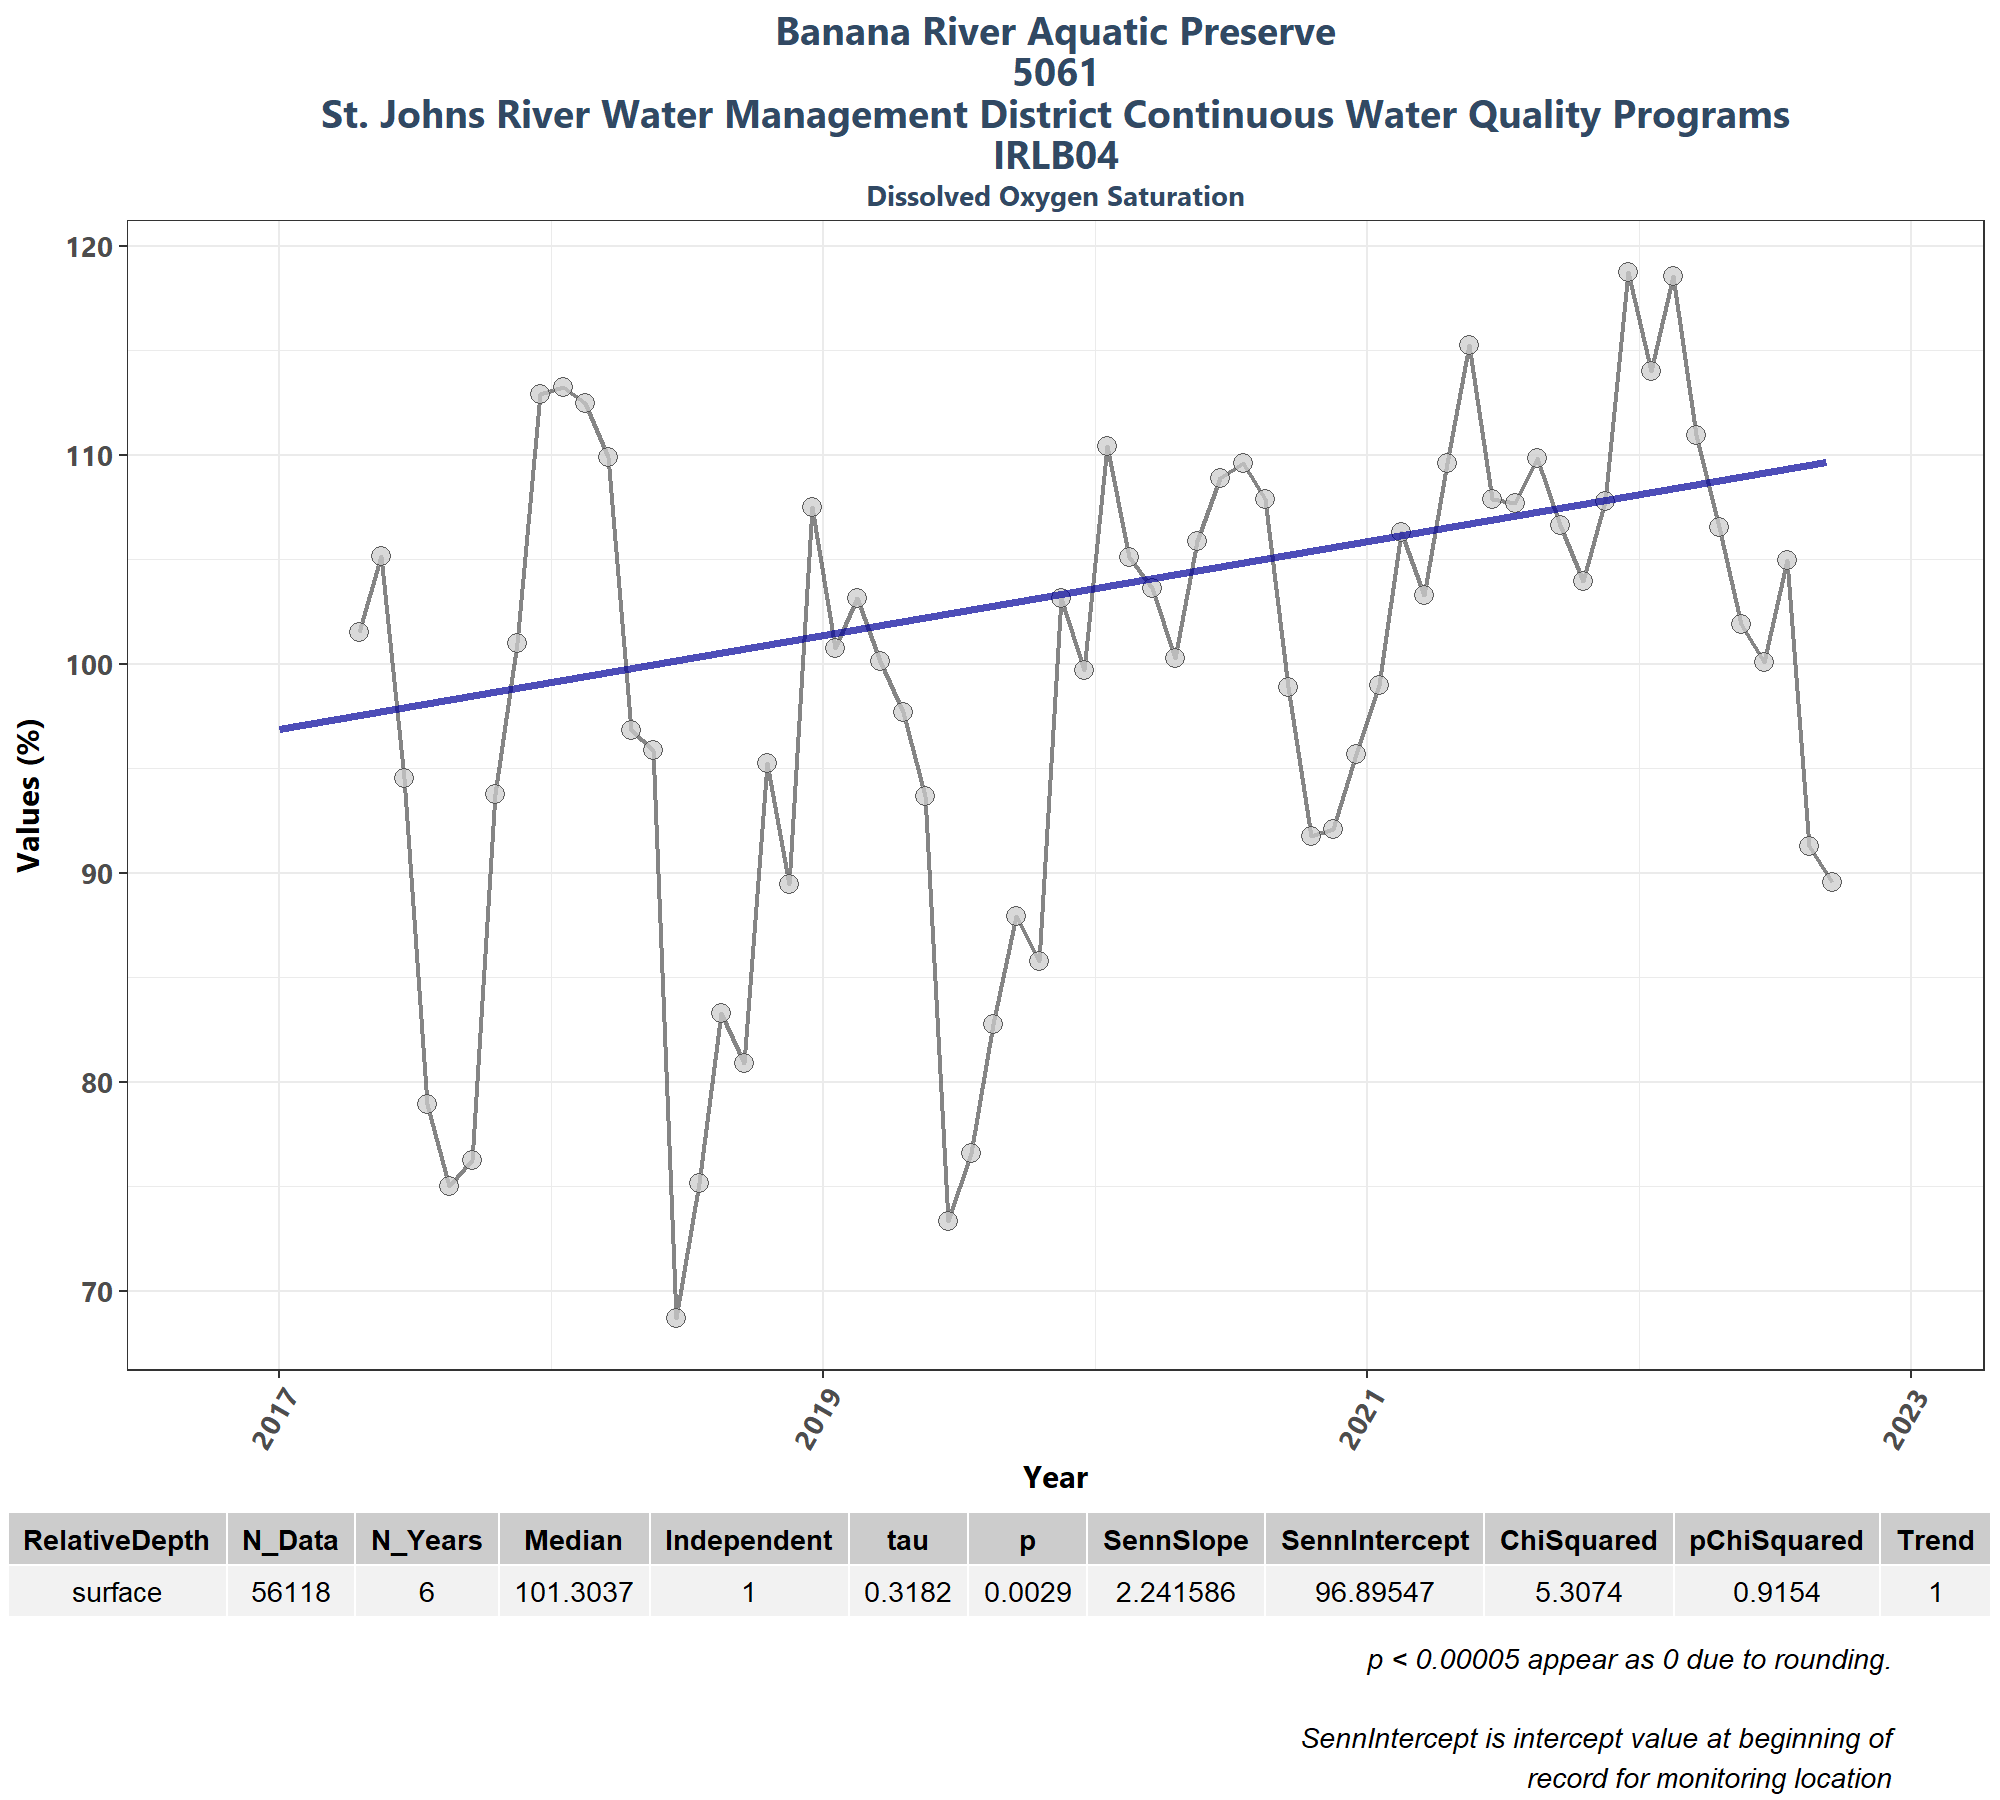 Banana River Aquatic Preserve
5061
St. Johns River Water Management District Continuous Water Quality Programs
IRLB04
Dissolved Oxygen Saturation
120
110
100
90
80
70
Values (%)
2017 2019 2021 2023
Year
RelativeDepth N_Data N_Years Median Independent tau p SennSlope SennIntercept ChiSquared pChiSquared Trend
surface 56118 6 101.3037 1 0.3182 0.0029 2.241586 96.89547 5.3074 0.9154 1
p < 0.00005 appear as 0 due to rounding.
SennIntercept is intercept value at beginning of
record for monitoring location